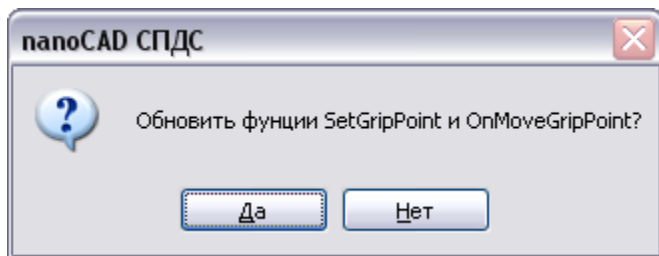 nanoCAD СПДС
Обновить фунции SetGripPoint и OnMoveGripPoint?
Да
Нет